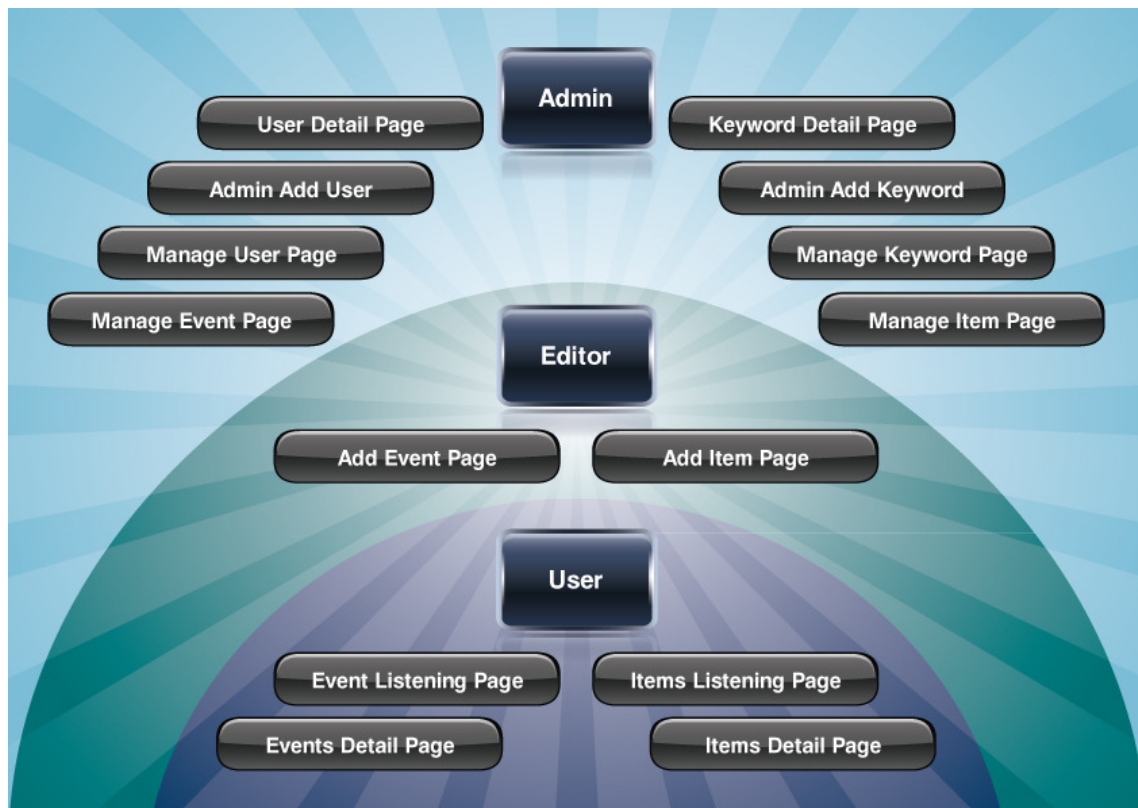 Admin
User Detail Page
Keyword Detail Page
Admin Add User
Admin Add Keyword
Manage User Page
Manage Keyword Page
Manage Event Page
Manage Item Page
Editor
Add Event Page
Add Item Page
User
Event Listening Page
Items Listening Page
Events Detail Page
Items Detail Page